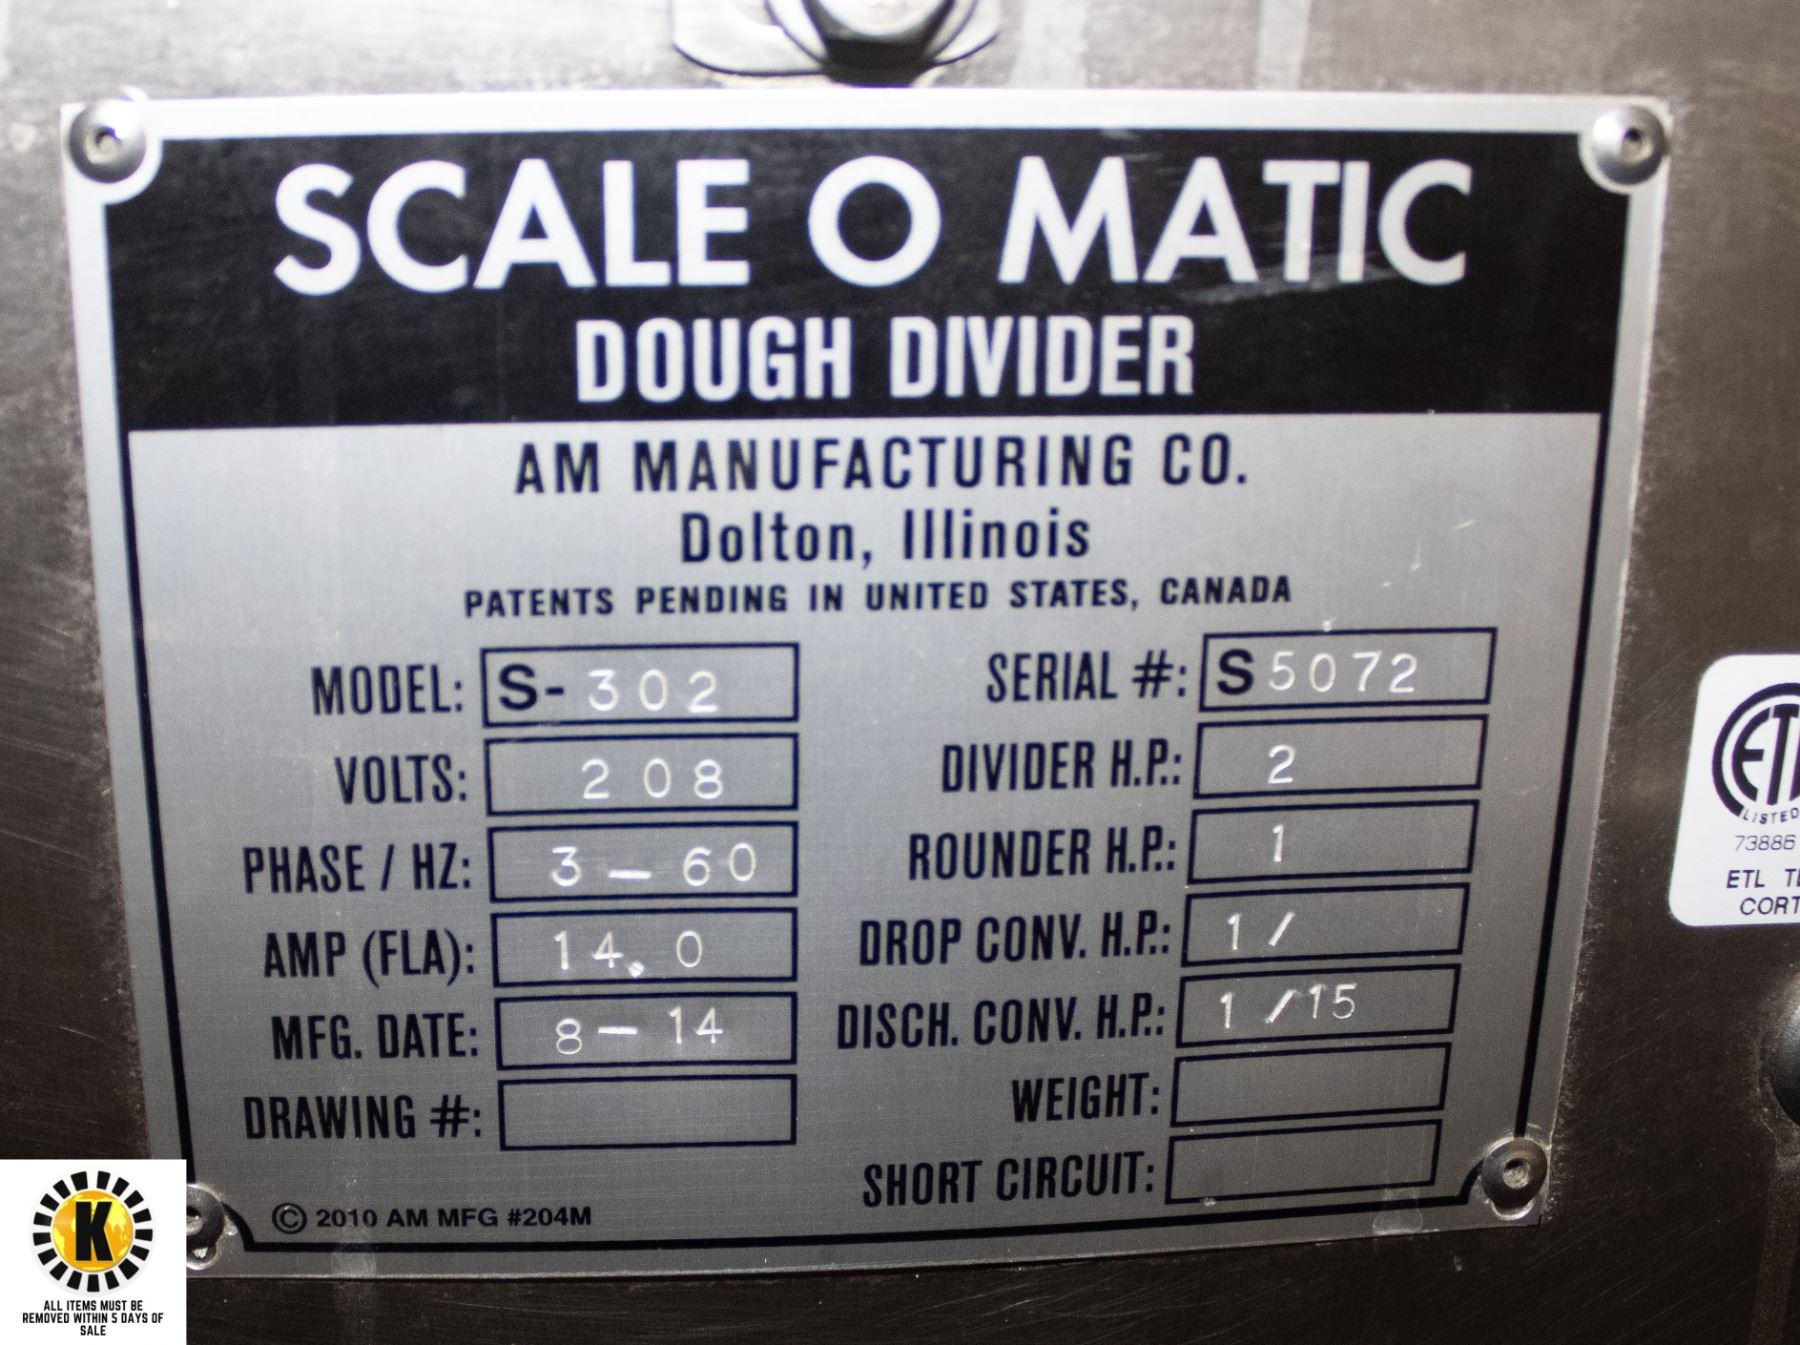 SCALE O MATIC
DOUGH DIVIDER
AM MANUFACTURING CO.
Dolton, Illinois
PATENTS PENDING IN UNITED STATES, CANADA
MODEL: S- 302
VOLTS: 208
PHASE / HZ: 3 – 60
AMP (FLA): 14.0
MFG. DATE: 8 – 14
DRAWING #:
SERIAL #: S 5072
DIVIDER H.P.: 2
ROUNDER H.P.: 1
DROP CONV. H.P.: 1 /
DISCH. CONV. H.P.: 1 /15
WEIGHT:
SHORT CIRCUIT:
© 2010 AM MFG #204M
LISTED
73886
ETL
K
ALL ITEMS MUST BE
REMOVED WITHIN 5 DAYS OF
SALE